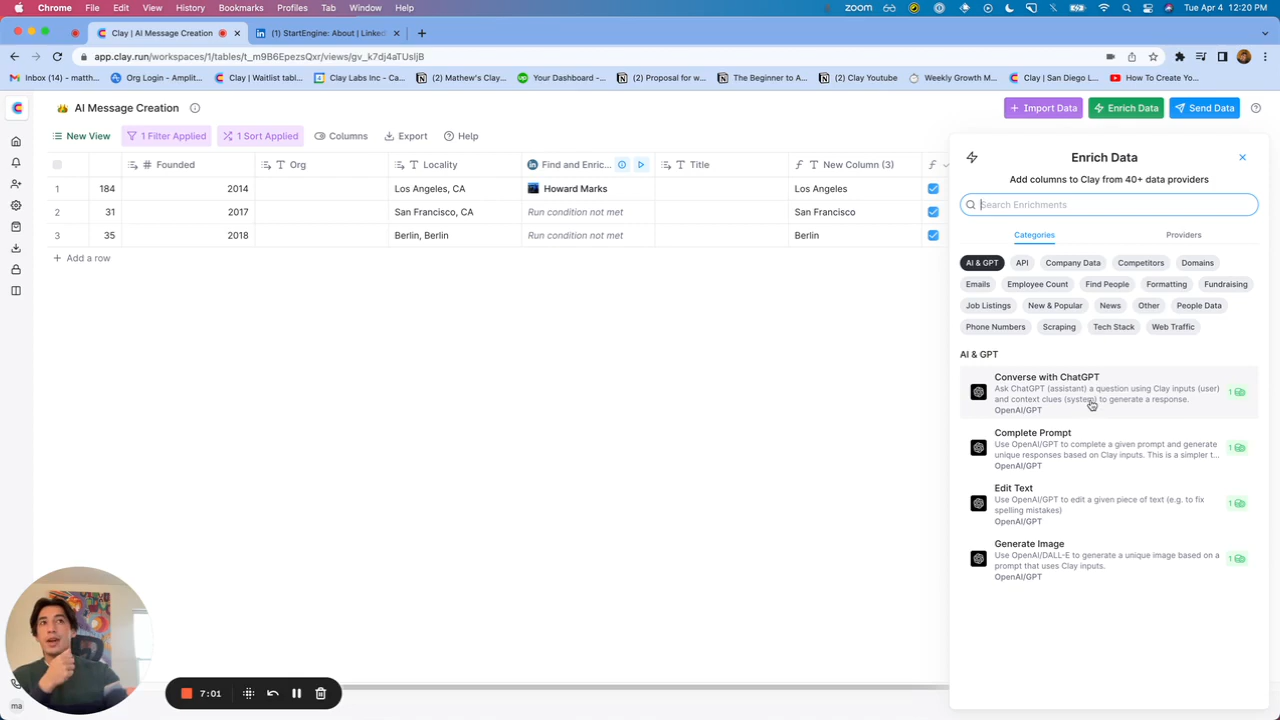 Chrome File Edit View History Bookmarks Profiles Tab Window Help
ZOOM Tue Apr 11 12:20 PM
Clay | AI Message Creation
(1) StartEngine: About | Linked
app.clay.run/workspaces/1/tables/t_m9B6EpezsQxr/views/gv_k7dj4aTUsljB
Inbox (14) - matth...
Org Login - Amplit...
Clay | Waitlist tabl...
Clay Labs Inc - Ca...
(2) Mathew's Clay...
Your Dashboard -...
(2) Proposal for w...
The Beginner to A...
(2) Clay Youtube
Weekly Growth M...
Clay | San Diego L...
How To Create Yo...
AI Message Creation
Import Data
Enrich Data
Send Data
New View
1 Filter Applied
1 Sort Applied
Columns
Export
Help
# Founded
Org
Locality
Find and Enric...
Title
New Column (3)
1 184 2014 Los Angeles, CA Howard Marks Los Angeles
2 31 2017 San Francisco, CA Run condition not met San Francisco
3 35 2018 Berlin, Berlin Run condition not met Berlin
+ Add a row
Enrich Data
Add columns to Clay from 40+ data providers
Search Enrichments
Categories Providers
AI & GPT API Company Data Competitors Domains
Emails Employee Count Find People Formatting Fundraising
Job Listings New & Popular News Other People Data
Phone Numbers Scraping Tech Stack Web Traffic
AI & GPT
Converse with ChatGPT
Ask ChatGPT (assistant) a question using Clay inputs (user)
and context clues (system) to generate a response.
OpenAI/GPT
1
Complete Prompt
Use OpenAI/GPT to complete a given prompt and generate
unique responses based on Clay inputs. This is a simpler t...
OpenAI/GPT
1
Edit Text
Use OpenAI/GPT to edit a given piece of text (e.g. to fix
spelling mistakes)
OpenAI/GPT
1
Generate Image
Use OpenAI/DALL-E to generate a unique image based on a
prompt that uses Clay inputs.
OpenAI/GPT
1
7:01
ma